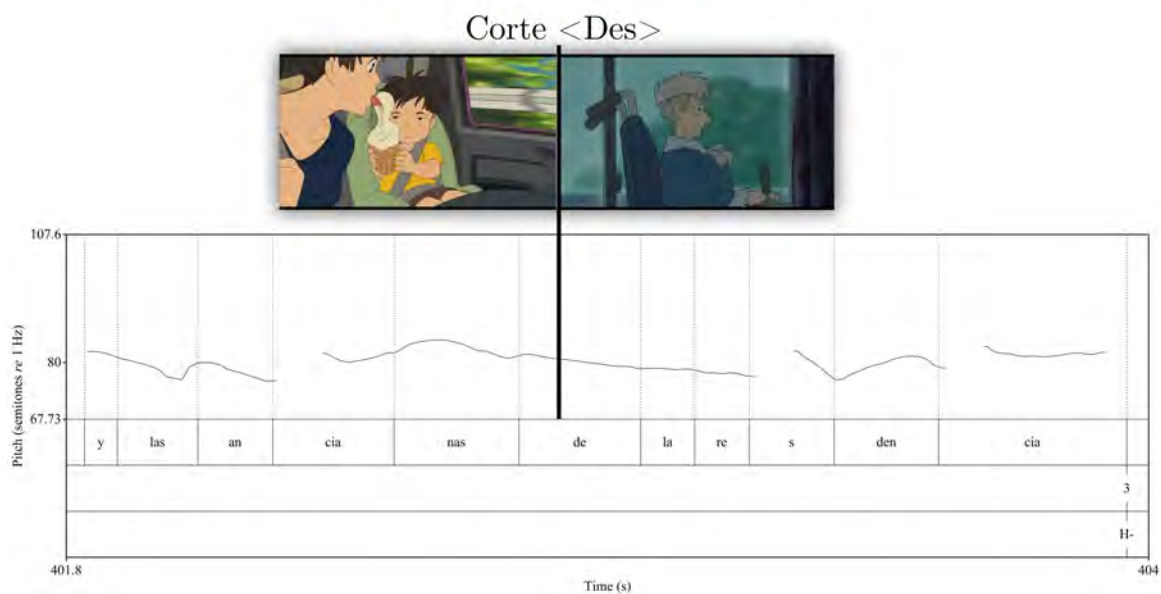 Corte <Des>
107.6
80
67.73
Pitch (semitones re 1 Hz)
y las an cia nas de la re s den cia
3
H-
401.8 404
Time (s)